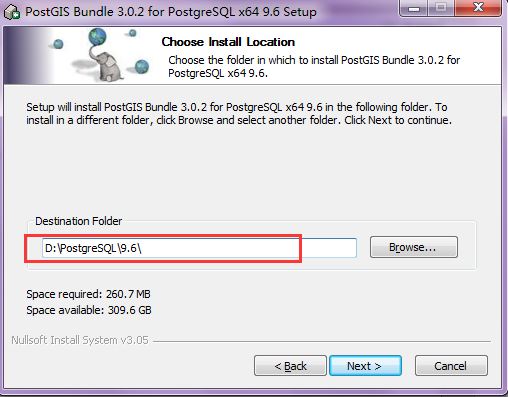 PostGIS Bundle 3.0.2 for PostgreSQL x64 9.6 Setup
Choose Install Location
Choose the folder in which to install PostGIS Bundle 3.0.2 for
PostgreSQL x64 9.6.
Setup will install PostGIS Bundle 3.0.2 for PostgreSQL x64 9.6 in the following folder. To
install in a different folder, click Browse and select another folder. Click Next to continue.
Destination Folder
D:\PostgreSQL\9.6\
Browse...
Space required: 260.7 MB
Space available: 309.6 GB
Nullsoft Install System v3.05
< Back
Next >
Cancel